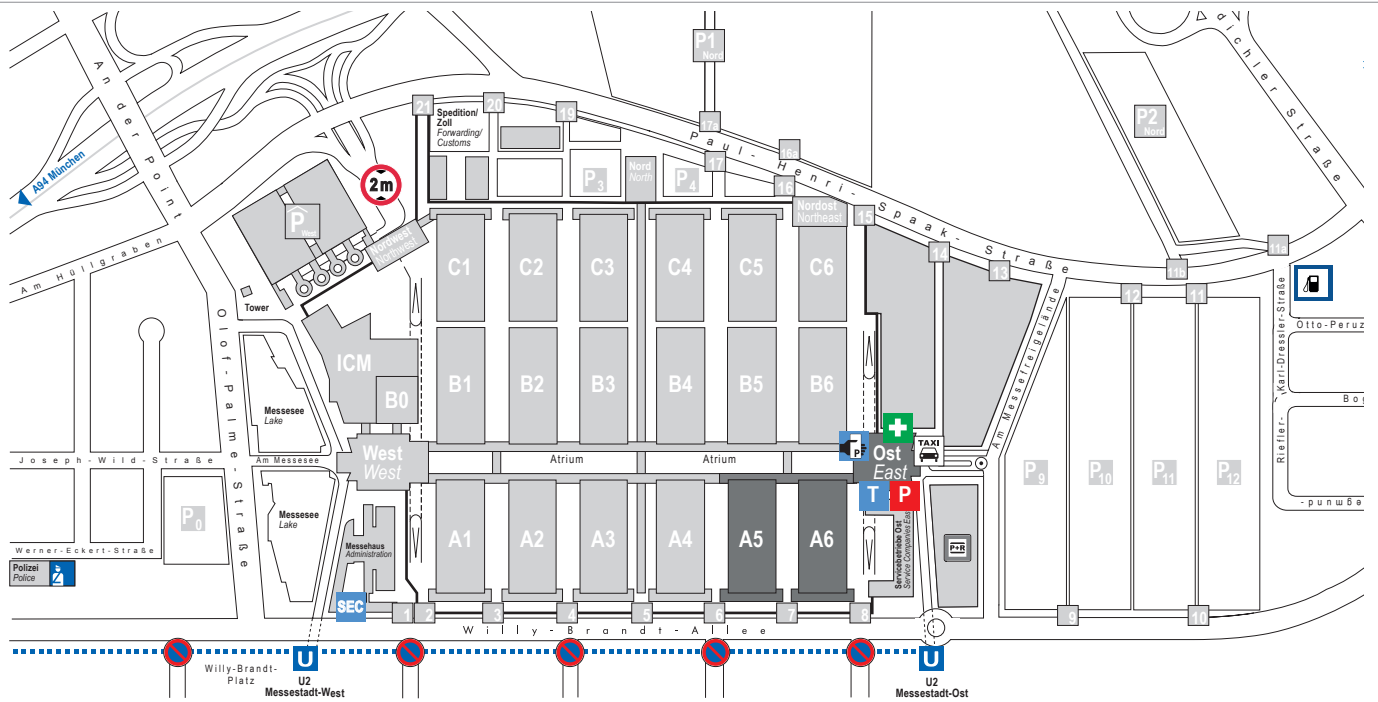 P1
Nord
An der Point
A94 München
21
20
19
17a
Spedition/
Zoll
Forwarding/
Customs
Paul-Henri-Spaak-Straße
16a
P2
Nord
2m
P
West
P3
Nord
North
P4
17
16
Nordost
Northeast
15
14
13
11b
11a
Nordwest
Northwest
Am Hüllgraben
Tower
C1
C2
C3
C4
C5
C6
12
11
Riefler-
Karl-Dressler-Straße
Otto-Peruz
Am Messefreigelände
ICM
B0
B1
B2
B3
B4
B5
B6
Olof-Palme-Straße
Messesee
Lake
Bog
Joseph-Wild-Straße
Am Messesee
West
West
Atrium
Atrium
P
Ost
East
TAXI
T
P
P9
P10
P11
P12
egmund-
P0
Messesee
Lake
Werner-Eckert-Straße
Messehaus
Administration
A1
A2
A3
A4
A5
A6
Servicebetriebe Ost
Service Companies East
P+R
Polizei
Police
SEC
1
2
3
4
5
6
7
8
9
10
Willy-Brandt-Allee
Willy-Brandt-
Platz
U
U2
Messestadt-West
U
U2
Messestadt-Ost